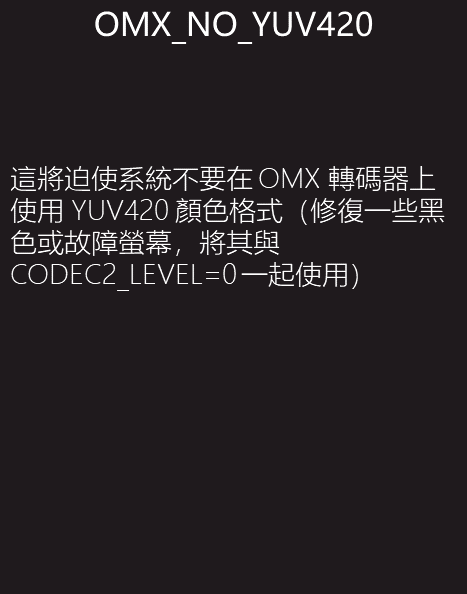 OMX_NO_YUV420
這將迫使系統不要在 OMX 轉碼器上
使用 YUV420 顏色格式（修復一些黑
色或故障螢幕，將其與
CODEC2_LEVEL=0 一起使用）